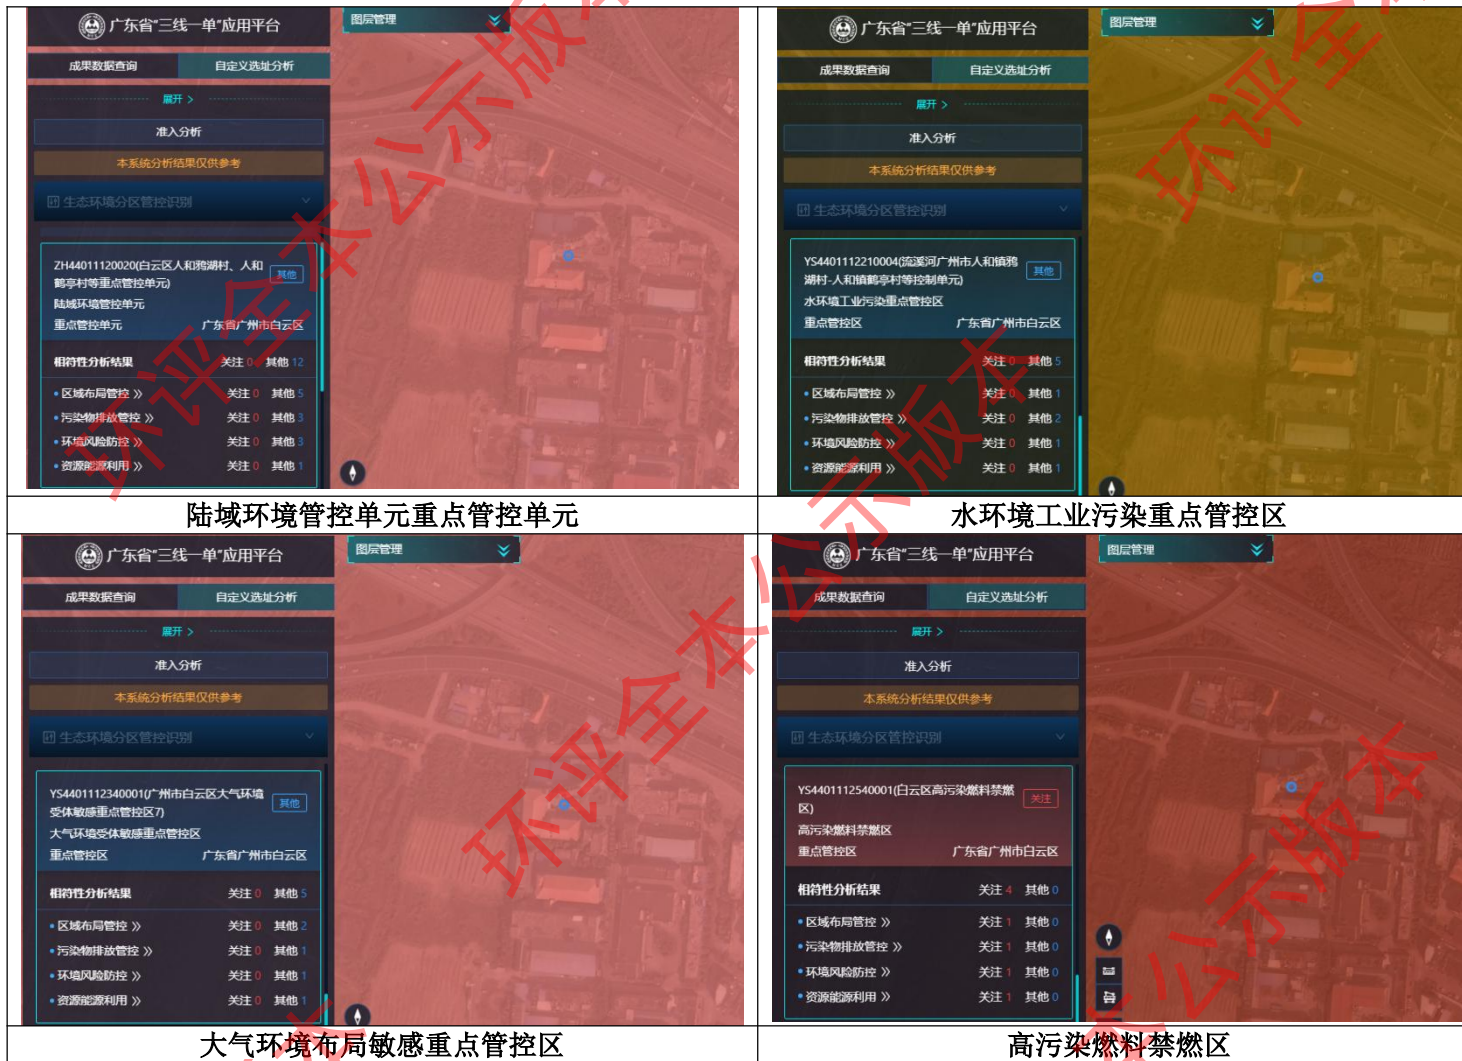 广东省“三线一单”应用平台
图层管理
成果数据查询
自定义选址分析
展开 >
准入分析
本系统分析结果仅供参考
生态环境分区管控识别
ZH44011120020(白云区人和鸦湖村、人和
鹤亭村等重点管控单元)
其他
陆域环境管控单元
重点管控单元
广东省广州市白云区
相符性分析结果 关注 0 其他 12
• 区域布局管控 » 关注 0 其他 5
• 污染物排放管控 » 关注 0 其他 3
• 环境风险防控 » 关注 0 其他 3
• 资源能源利用 » 关注 0 其他 1
陆域环境管控单元重点管控单元
广东省“三线一单”应用平台
图层管理
成果数据查询
自定义选址分析
展开 >
准入分析
本系统分析结果仅供参考
生态环境分区管控识别
YS4401112210004(流溪河广州市人和镇鸦
湖村-人和镇鹤亭村等控制单元)
其他
水环境工业污染重点管控区
重点管控区
广东省广州市白云区
相符性分析结果 关注 0 其他 5
• 区域布局管控 » 关注 0 其他 1
• 污染物排放管控 » 关注 0 其他 2
• 环境风险防控 » 关注 0 其他 1
• 资源能源利用 » 关注 0 其他 1
水环境工业污染重点管控区
广东省“三线一单”应用平台
图层管理
成果数据查询
自定义选址分析
展开 >
准入分析
本系统分析结果仅供参考
生态环境分区管控识别
YS4401112340001(广州市白云区大气环境
受体敏感重点管控区7)
其他
大气环境受体敏感重点管控区
重点管控区
广东省广州市白云区
相符性分析结果 关注 0 其他 5
• 区域布局管控 » 关注 0 其他 2
• 污染物排放管控 » 关注 0 其他 1
• 环境风险防控 » 关注 0 其他 1
• 资源能源利用 » 关注 0 其他 1
大气环境布局敏感重点管控区
广东省“三线一单”应用平台
图层管理
成果数据查询
自定义选址分析
展开 >
准入分析
本系统分析结果仅供参考
生态环境分区管控识别
YS4401112540001(白云区高污染燃料禁燃
区)
关注
高污染燃料禁燃区
重点管控区
广东省广州市白云区
相符性分析结果 关注 4 其他 0
• 区域布局管控 » 关注 1 其他 0
• 污染物排放管控 » 关注 1 其他 0
• 环境风险防控 » 关注 1 其他 0
• 资源能源利用 » 关注 1 其他 0
高污染燃料禁燃区
环评全本公示版本